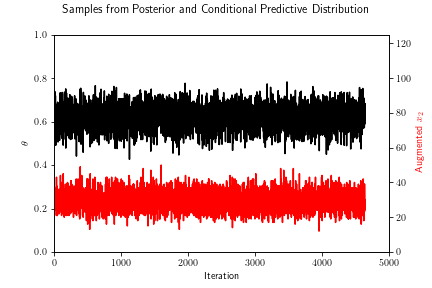 Samples from Posterior and Conditional Predictive Distribution
1.0
0.8
0.6
0.4
0.2
0.0
θ
120
100
80
60
40
20
0
Augmented x₂
0 1000 2000 3000 4000 5000
Iteration